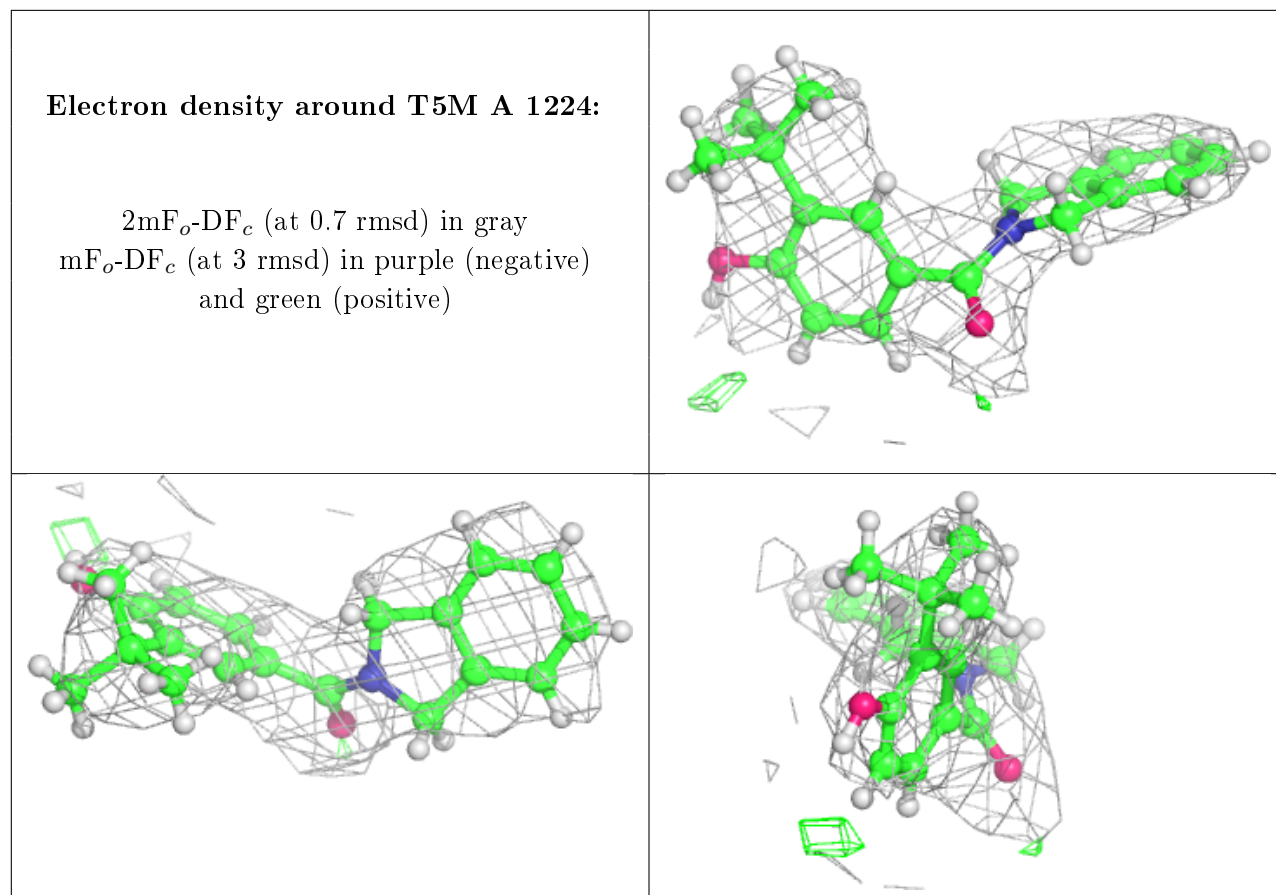 Electron density around T5M A 1224:
2mFo-DFc (at 0.7 rmsd) in gray
mFo-DFc (at 3 rmsd) in purple (negative)
and green (positive)